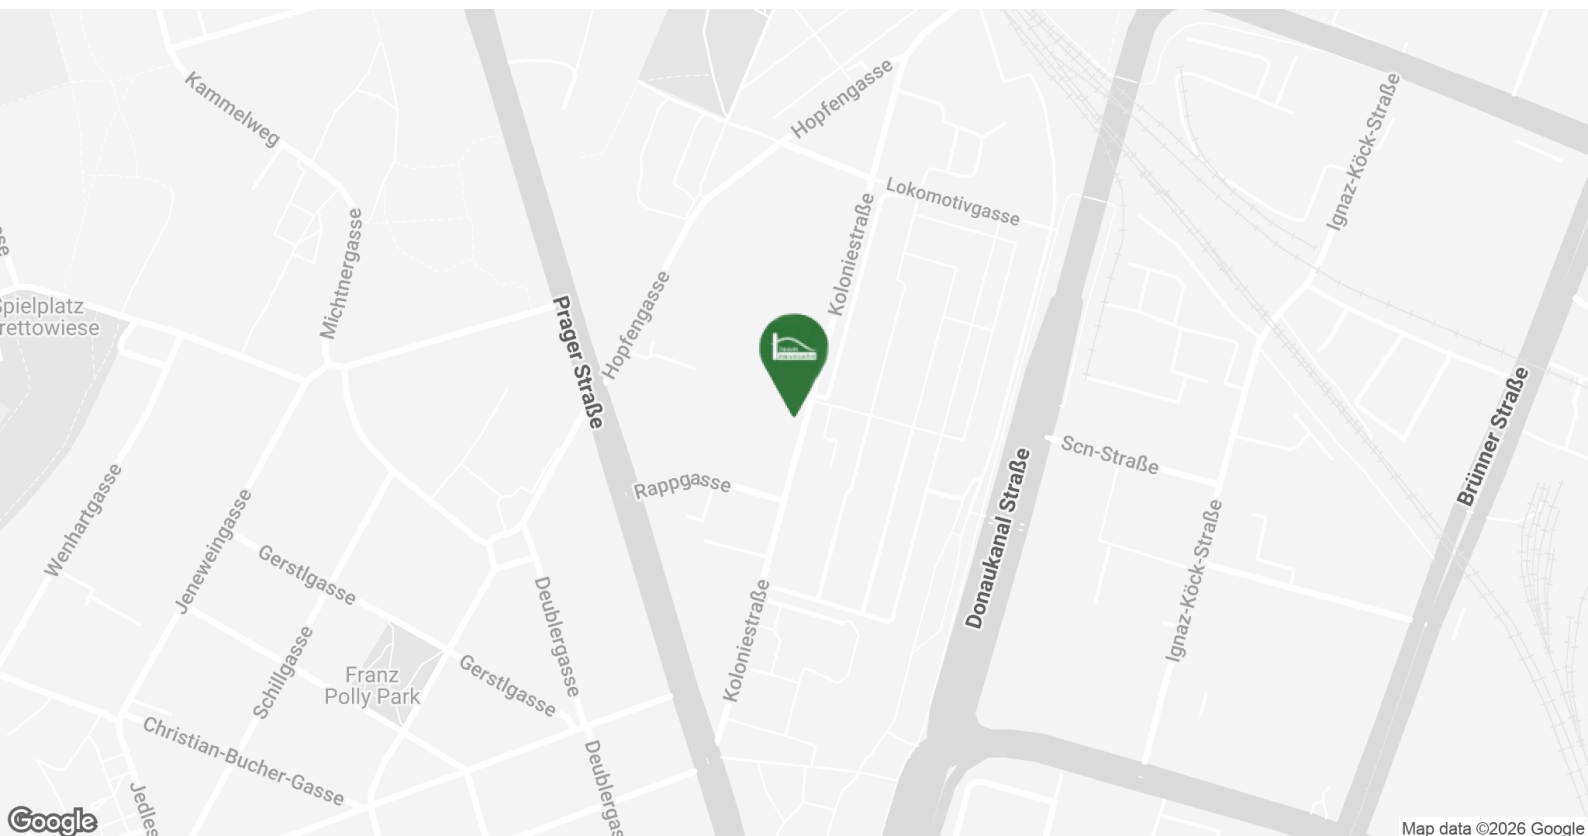 Kammelweg
Hopfengasse
Ignaz-Köck-Straße
Lokomotivgasse
Koloniestraße
Michtnergasse
Hopfengasse
Spielplatz
rettowiese
Prager Straße
Brünner Straße
Scn-Straße
Rappgasse
Donaukanal Straße
Wenhartgasse
Jeneweingasse
Gerstlgasse
Ignaz-Köck-Straße
Deublergasse
Koloniestraße
Schillgasse
Franz
Polly Park
Gerstlgasse
Christian-Bucher-Gasse
Deublergas
Jedles
Google
Map data ©2026 Google